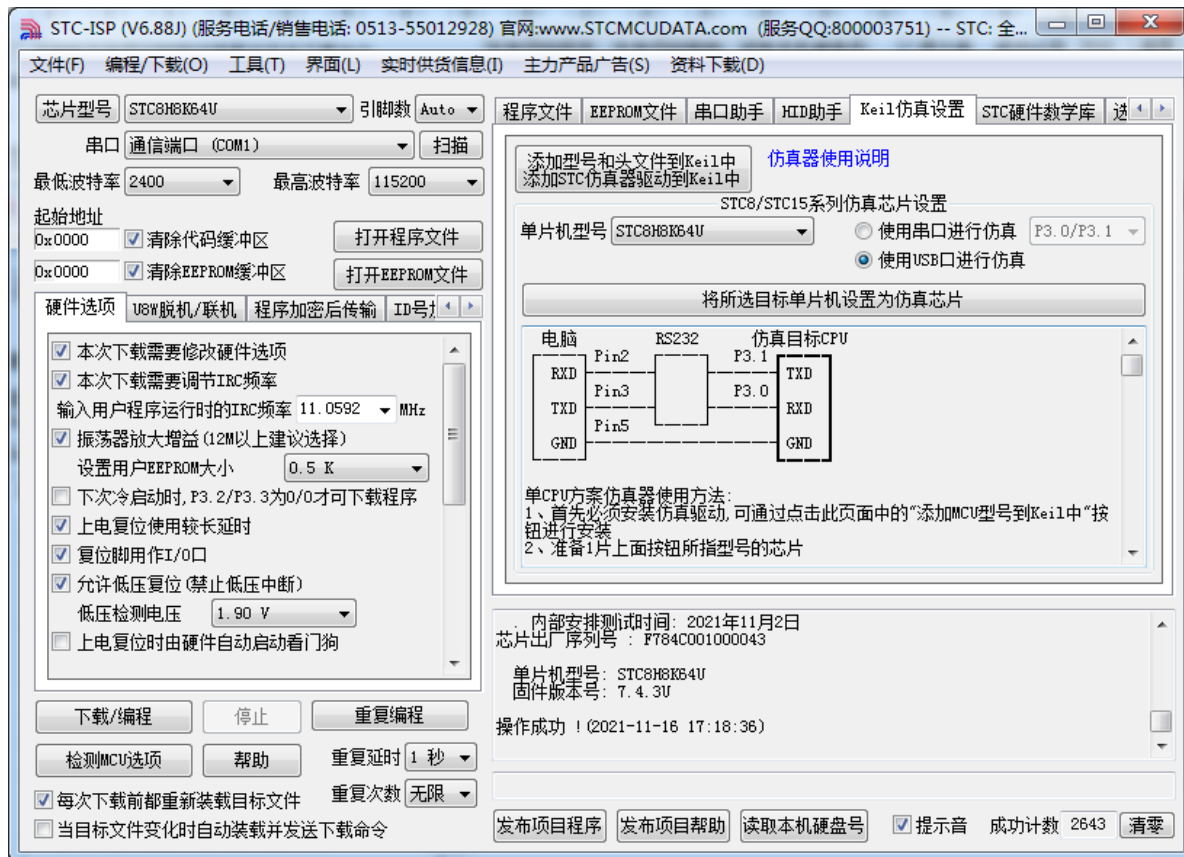 STC-ISP (V6.88J) (服务电话/销售电话: 0513-55012928) 官网:www.STCMCUDATA.com (服务QQ:800003751) -- STC: 全...
文件(F) 编程/下载(O) 工具(T) 界面(L) 实时供货信息(I) 主力产品广告(S) 资料下载(D)
芯片型号 STC8H8K64U 引脚数 Auto
串口 通信端口 (COM1) 扫描
最低波特率 2400 最高波特率 115200
起始地址
0x0000 清除代码缓冲区 打开程序文件
0x0000 清除EEPROM缓冲区 打开EEPROM文件
硬件选项 U8W脱机/联机 程序加密后传输 ID号
本次下载需要修改硬件选项
本次下载需要调节IRC频率
输入用户程序运行时的IRC频率 11.0592 MHz
振荡器放大增益(12M以上建议选择)
设置用户EEPROM大小 0.5 K
下次冷启动时,P3.2/P3.3为0/0才可下载程序
上电复位使用较长延时
复位脚用作I/O口
允许低压复位(禁止低压中断)
低压检测电压 1.90 V
上电复位时由硬件自动启动看门狗
下载/编程 停止 重复编程
检测MCU选项 帮助 重复延时 1 秒
每次下载前都重新装载目标文件 重复次数 无限
当目标文件变化时自动装载并发送下载命令
程序文件 EEPROM文件 串口助手 HID助手 Keil仿真设置 STC硬件数学库 选
添加型号和头文件到Keil中
添加STC仿真器驱动到Keil中
仿真器使用说明
STC8/STC15系列仿真芯片设置
单片机型号 STC8H8K64U 使用串口进行仿真 P3.0/P3.1
使用USB口进行仿真
将所选目标单片机设置为仿真芯片
电脑 RS232 仿真目标CPU
Pin2 P3.1
RXD TXD
Pin3 P3.0
TXD RXD
Pin5
GND GND
单CPU方案仿真器使用方法:
1、首先必须安装仿真驱动,可通过点击此页面中的"添加MCU型号到Keil中"按
钮进行安装
2、准备1片上面按钮所指型号的芯片
. 内部安排测试时间: 2021年11月2日
芯片出厂序列号 : F784C001000043
单片机型号: STC8H8K64U
固件版本号: 7.4.3U
操作成功 !(2021-11-16 17:18:36)
发布项目程序 发布项目帮助 读取本机硬盘号 提示音 成功计数 2643 清零